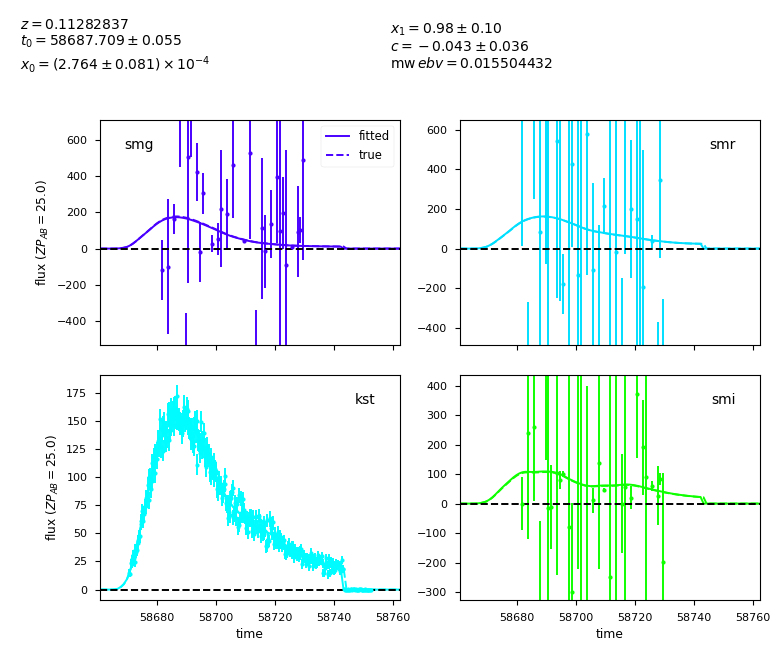 z = 0.11282837
t₀ = 58687.709 ± 0.055
x₀ = (2.764 ± 0.081) × 10⁻⁴
x₁ = 0.98 ± 0.10
c = −0.043 ± 0.036
mw ebv = 0.015504432
smg
fitted
true
600
400
200
0
−200
−400
flux (ZP_AB = 25.0)
smr
600
400
200
0
−200
−400
kst
175
150
125
100
75
50
25
0
flux (ZP_AB = 25.0)
58680 58700 58720 58740 58760
time
smi
400
300
200
100
0
−100
−200
−300
58680 58700 58720 58740 58760
time